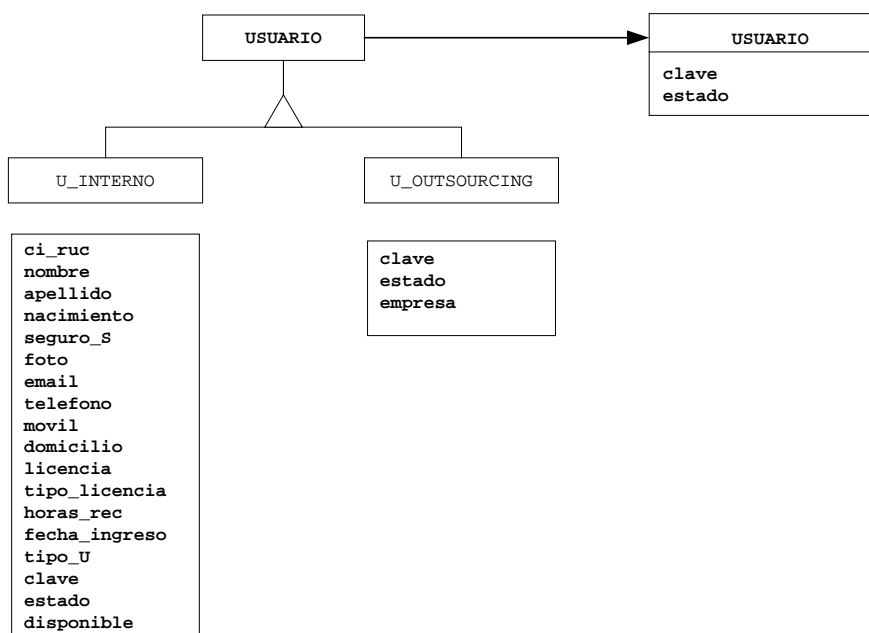 USUARIO
USUARIO
clave
estado
U_INTERNO
U_OUTSOURCING
ci_ruc
nombre
apellido
nacimiento
seguro_S
foto
email
telefono
movil
domicilio
licencia
tipo_licencia
horas_rec
fecha_ingreso
tipo_U
clave
estado
disponible
clave
estado
empresa